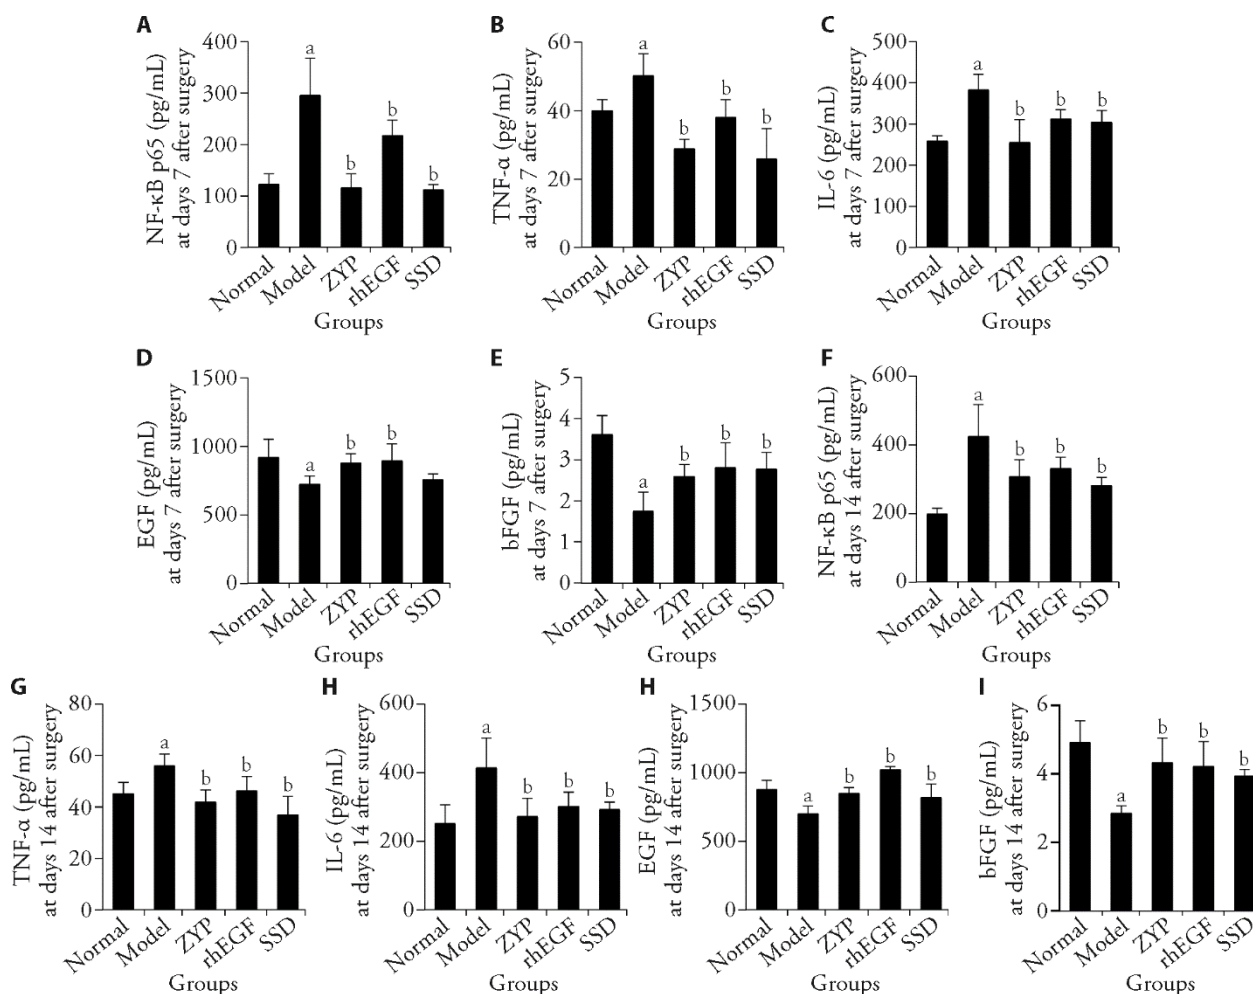 A
NF-κB p65 (pg/mL)
at days 7 after surgery
400
300
200
100
0
a
b
b
b
Normal
Model
ZYP
rhEGF
SSD
Groups
B
TNF-α (pg/mL)
at days 7 after surgery
60
40
20
0
a
b
b
b
Normal
Model
ZYP
rhEGF
SSD
Groups
C
IL-6 (pg/mL)
at days 7 after surgery
500
400
300
200
100
0
a
b
b
b
Normal
Model
ZYP
rhEGF
SSD
Groups
D
EGF (pg/mL)
at days 7 after surgery
1500
1000
500
0
a
b
b
Normal
Model
ZYP
rhEGF
SSD
Groups
E
bFGF (pg/mL)
at days 7 after surgery
5
4
3
2
1
0
a
b
b
b
Normal
Model
ZYP
rhEGF
SSD
Groups
F
NF-κB p65 (pg/mL)
at days 14 after surgery
600
400
200
0
a
b
b
b
Normal
Model
ZYP
rhEGF
SSD
Groups
G
TNF-α (pg/mL)
at days 14 after surgery
80
60
40
20
0
a
b
b
b
Normal
Model
ZYP
rhEGF
SSD
Groups
H
IL-6 (pg/mL)
at days 14 after surgery
600
400
200
0
a
b
b
b
Normal
Model
ZYP
rhEGF
SSD
Groups
H
EGF (pg/mL)
at days 14 after surgery
1500
1000
500
0
a
b
b
b
Normal
Model
ZYP
rhEGF
SSD
Groups
I
bFGF (pg/mL)
at days 14 after surgery
6
4
2
0
a
b
b
b
Normal
Model
ZYP
rhEGF
SSD
Groups